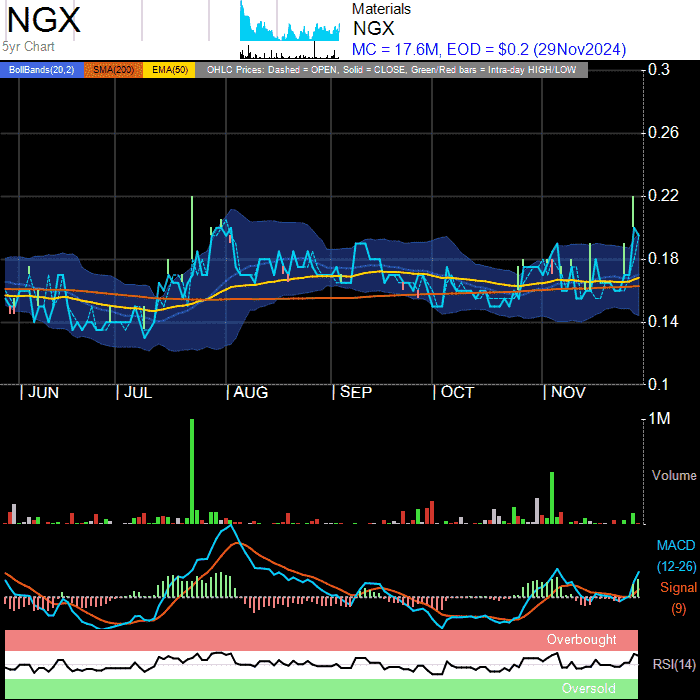 NGX
5yr Chart
Materials
NGX
MC = 17.6M, EOD = $0.2 (29Nov2024)
BollBands(20,2) SMA(200) EMA(50) OHLC Prices: Dashed = OPEN, Solid = CLOSE, Green/Red bars = Intra-day HIGH/LOW
0.3
0.26
0.22
0.18
0.14
0.1
| JUN | JUL | AUG | SEP | OCT | NOV
1M
Volume
MACD
(12-26)
Signal
(9)
Overbought
RSI(14)
Oversold